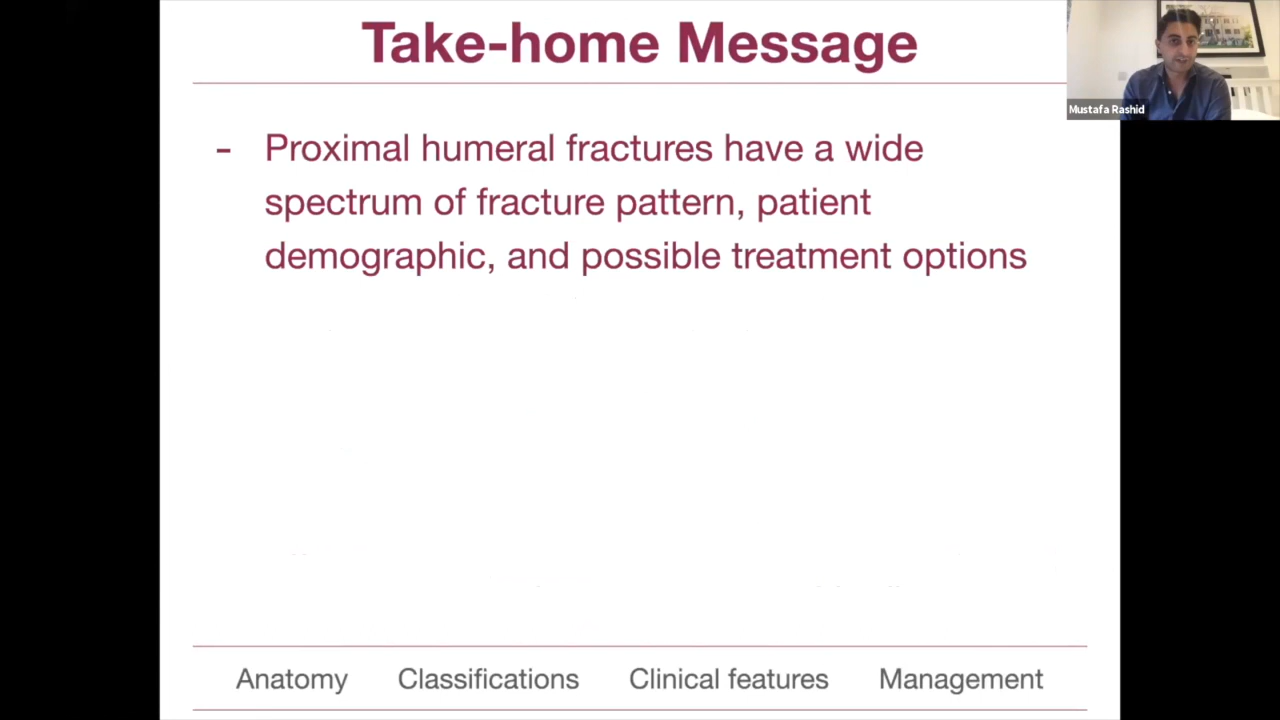 Take-home Message
Mustafa Rashid
- Proximal humeral fractures have a wide
spectrum of fracture pattern, patient
demographic, and possible treatment options
Anatomy Classifications Clinical features Management